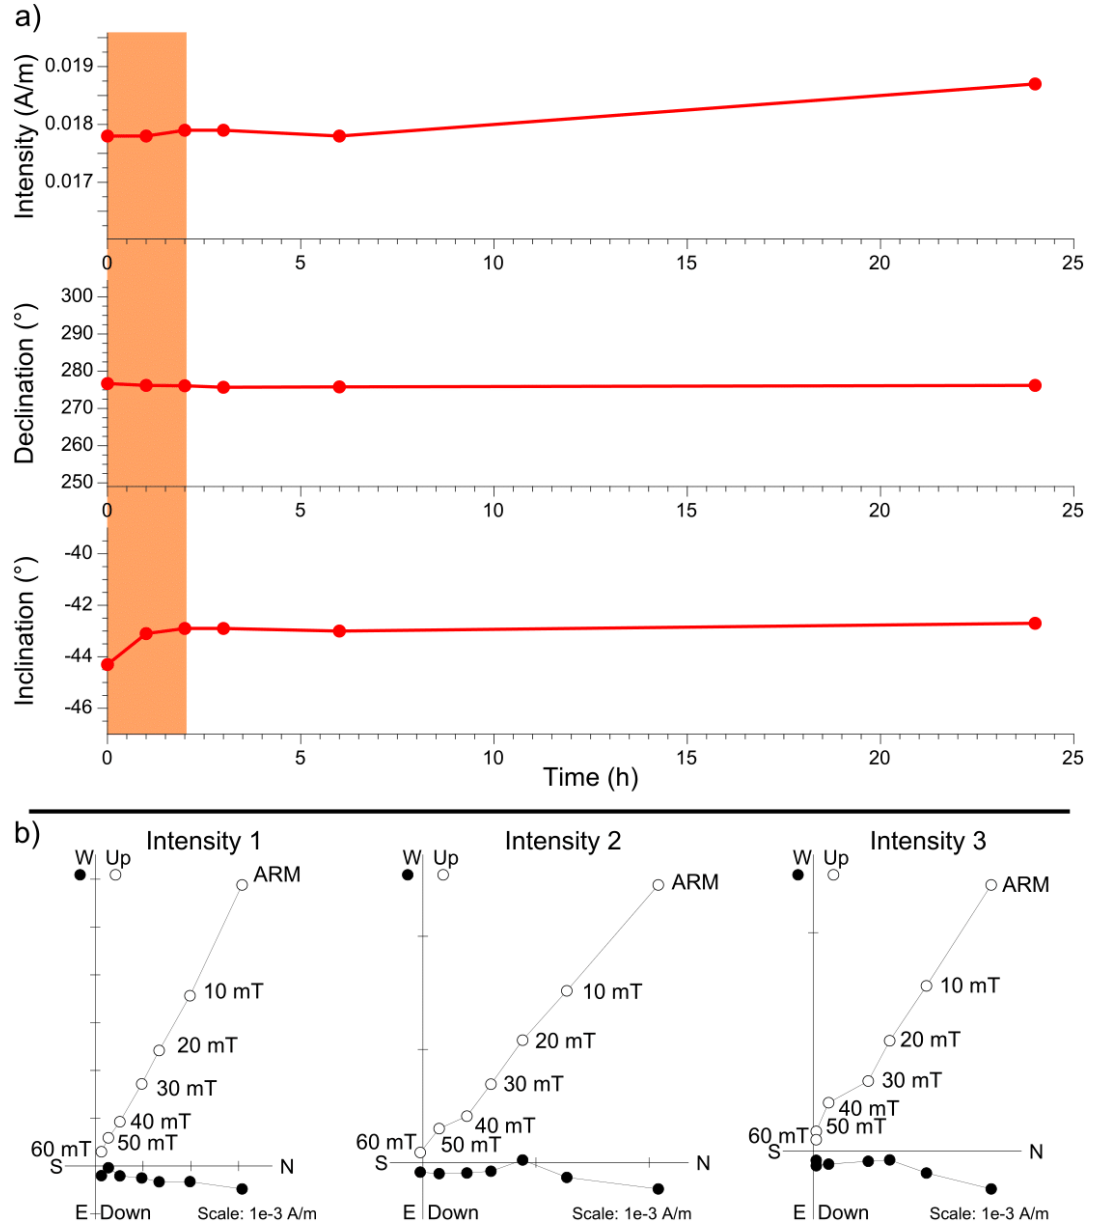 a)
Intensity (A/m)
0.019
0.018
0.017
0 5 10 15 20 25
Declination (°)
300
290
280
270
260
250
0 5 10 15 20 25
Inclination (°)
-40
-42
-44
-46
0 5 10 15 20 25
Time (h)
b)
Intensity 1
W Up
ARM
10 mT
20 mT
30 mT
40 mT
50 mT
60 mT
S N
E Down Scale: 1e-3 A/m
Intensity 2
W Up
ARM
10 mT
20 mT
30 mT
40 mT
50 mT
60 mT
S N
E Down Scale: 1e-3 A/m
Intensity 3
W Up
ARM
10 mT
20 mT
30 mT
40 mT
50 mT
60 mT
S N
E Down Scale: 1e-3 A/m